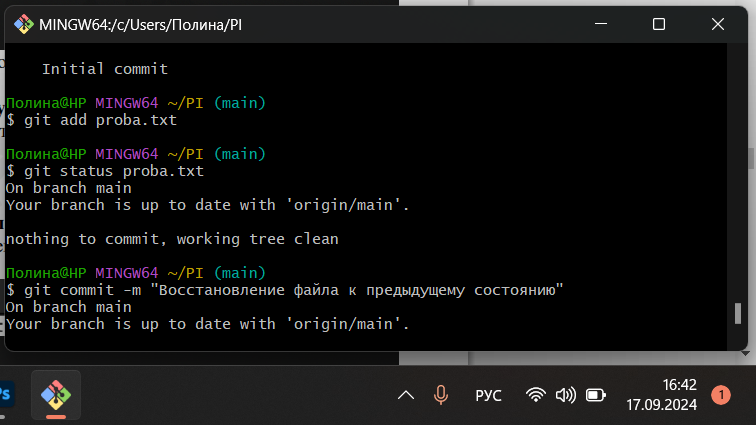 MINGW64:/c/Users/Полина/PI
Initial commit
Полина@HP MINGW64 ~/PI (main)
$ git add proba.txt
Полина@HP MINGW64 ~/PI (main)
$ git status proba.txt
On branch main
Your branch is up to date with 'origin/main'.
nothing to commit, working tree clean
Полина@HP MINGW64 ~/PI (main)
$ git commit -m "Восстановление файла к предыдущему состоянию"
On branch main
Your branch is up to date with 'origin/main'.
РУС
16:42
17.09.2024
1